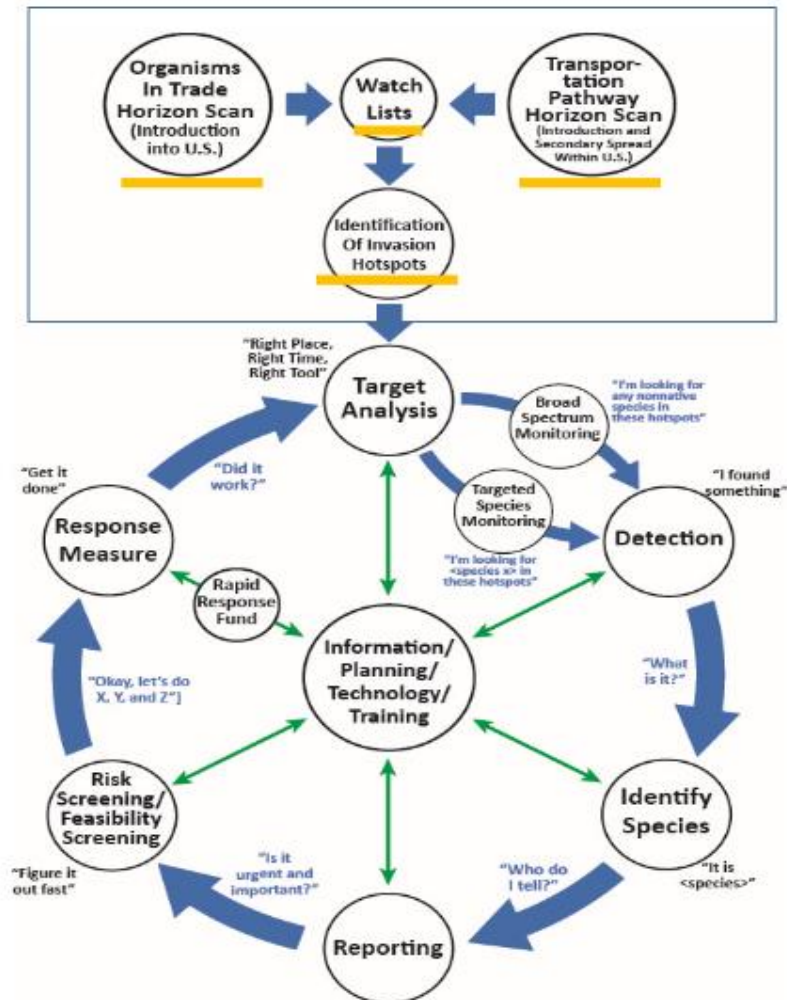 Organisms
In Trade
Horizon Scan
(Introduction
into U.S.)
Watch
Lists
Transpor-
tation
Pathway
Horizon Scan
(Introduction and
Secondary Spread
Within U.S.)
Identification
Of Invasion
Hotspots
"Right Place,
Right Time,
Right Tool"
Target
Analysis
Broad
Spectrum
Monitoring
"I'm looking for
any nonnative
species in
these hotspots"
"Get it
done"
"Did it
work?"
Targeted
Species
Monitoring
"I found
something"
Response
Measure
Detection
"I'm looking for
<species x> in
these hotspots"
Rapid
Response
Fund
Information/
Planning/
Technology/
Training
"What
is it?"
"Okay, let's do
X, Y, and Z"]
Risk
Screening/
Feasibility
Screening
Identify
Species
"Figure it
out fast"
"Is it
urgent and
important?"
"Who do
I tell?"
"It is
<species>"
Reporting